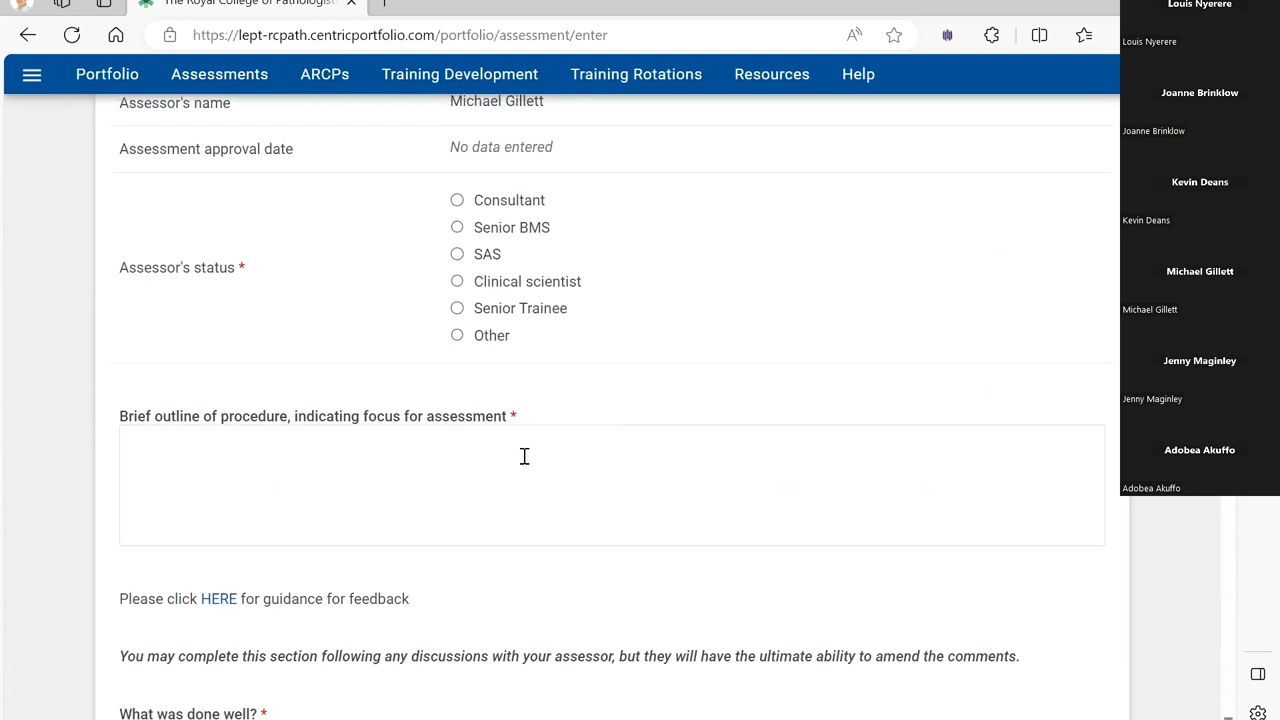 The Royal College of Pathologist
https://lept-rcpath.centricportfolio.com/portfolio/assessment/enter
Portfolio Assessments ARCPs Training Development Training Rotations Resources Help
Assessor's name Michael Gillett
Assessment approval date No data entered
Assessor's status *
Consultant
Senior BMS
SAS
Clinical scientist
Senior Trainee
Other
Brief outline of procedure, indicating focus for assessment *
Please click HERE for guidance for feedback
You may complete this section following any discussions with your assessor, but they will have the ultimate ability to amend the comments.
What was done well? *
Louis Nyerere
Louis Nyerere
Joanne Brinklow
Joanne Brinklow
Kevin Deans
Kevin Deans
Michael Gillett
Michael Gillett
Jenny Maginley
Jenny Maginley
Adobea Akuffo
Adobea Akuffo